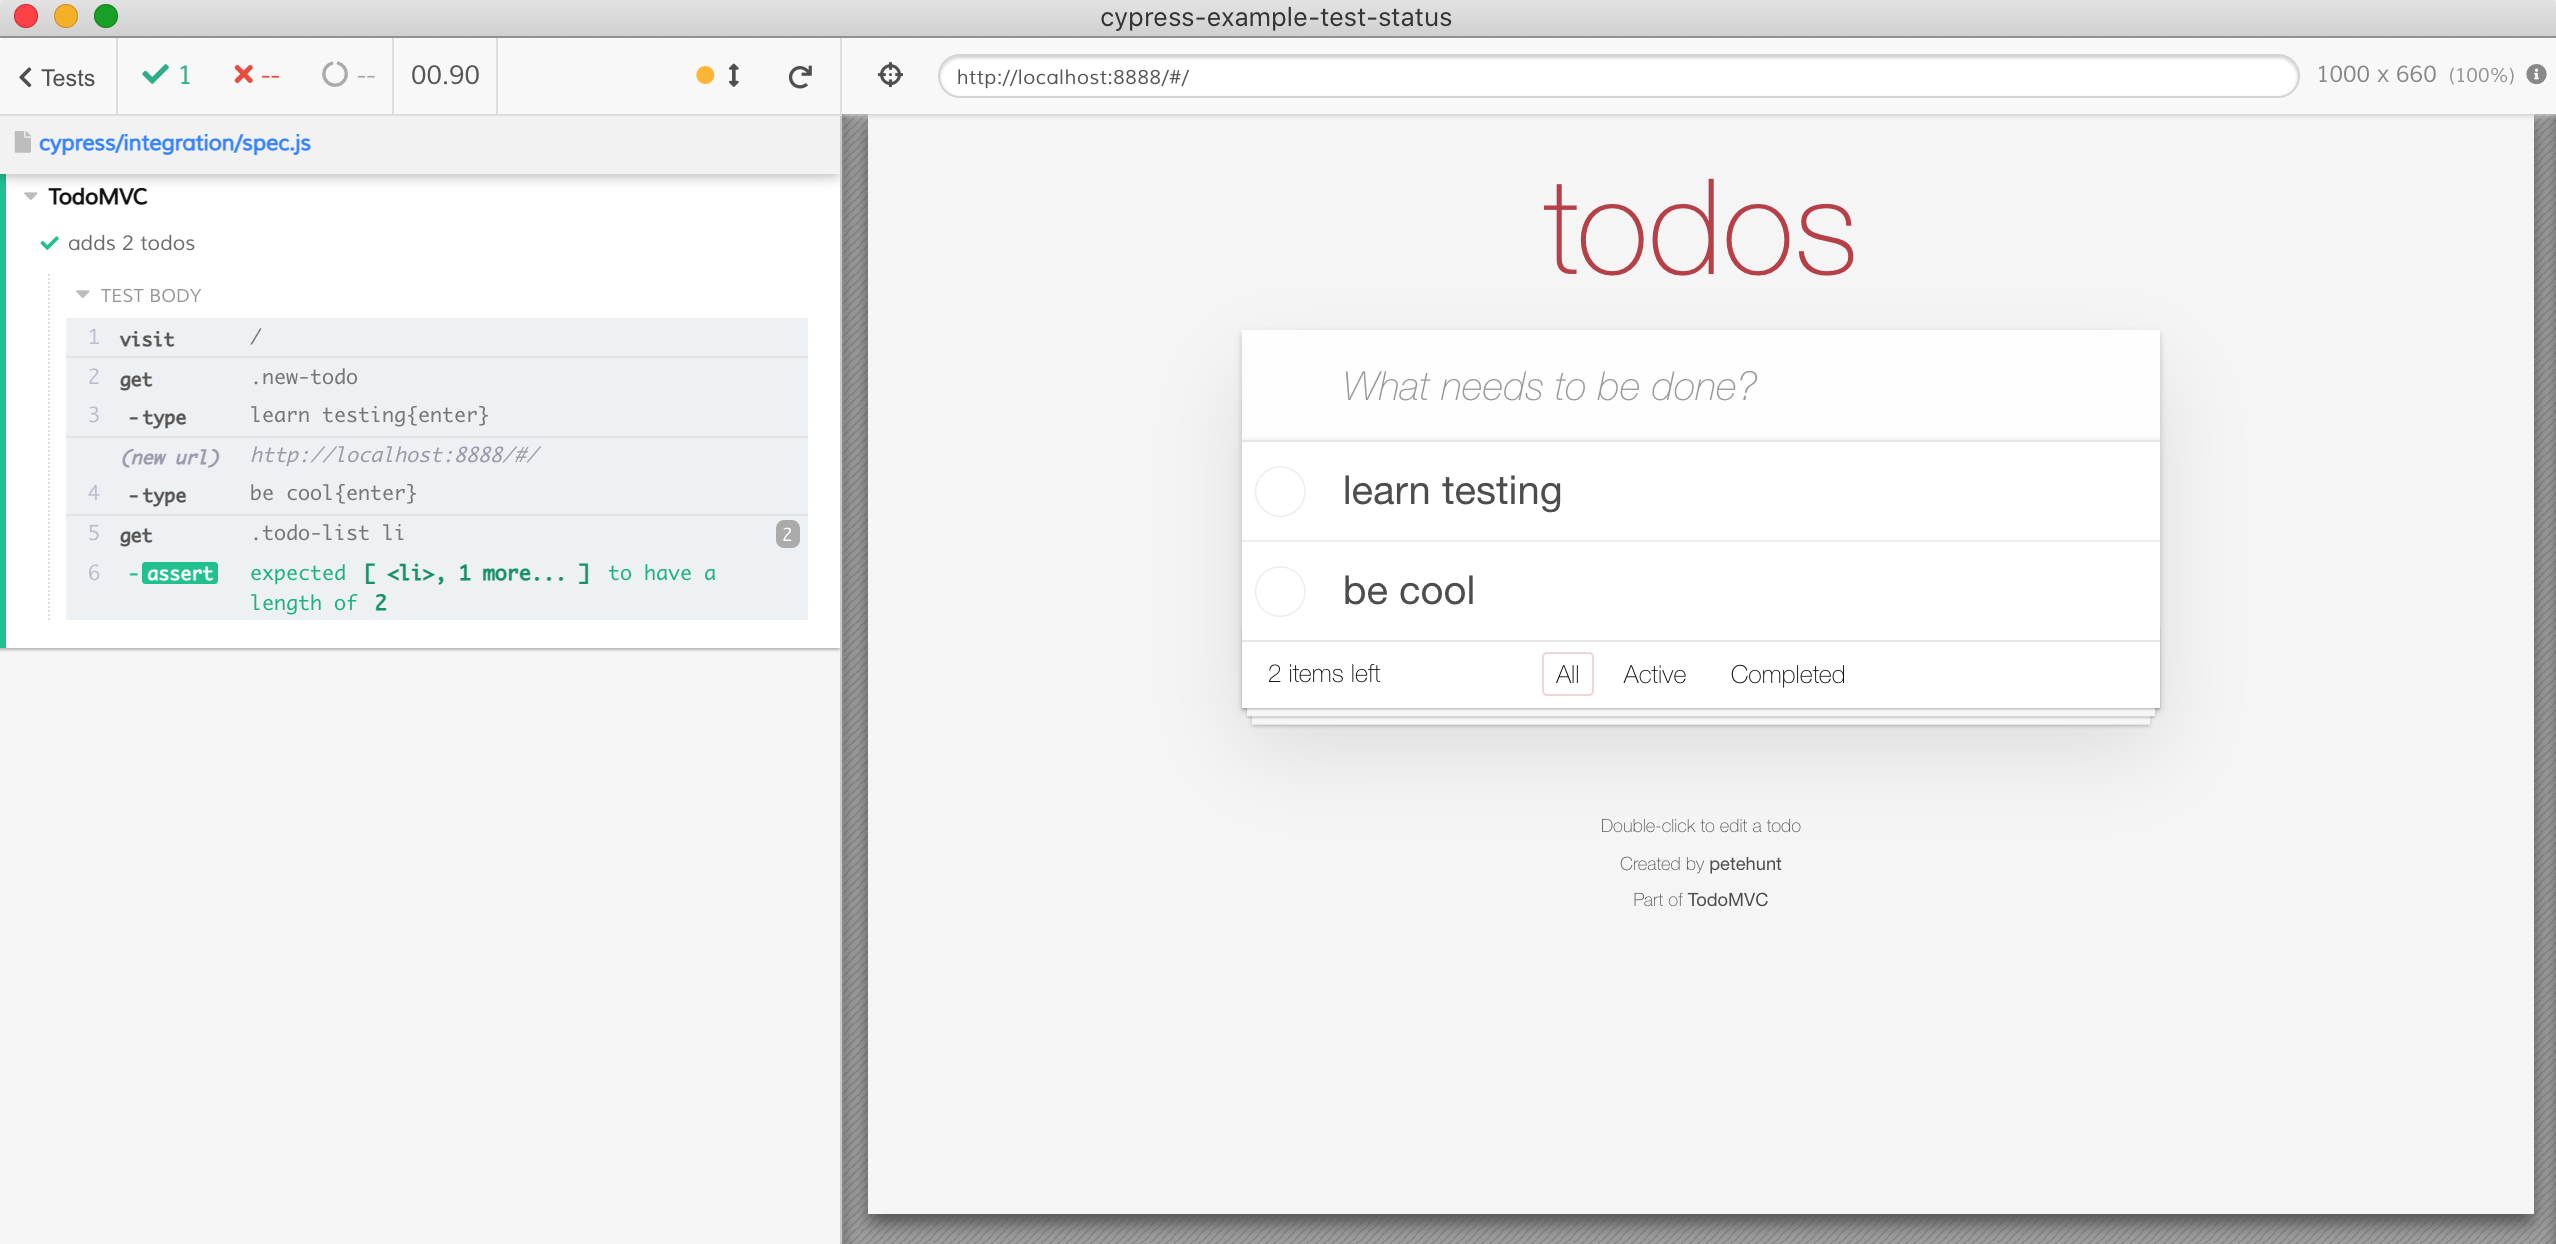 cypress-example-test-status
Tests 1 -- -- 00.90
http://localhost:8888/#/ 1000 x 660 (100%)
cypress/integration/spec.js
TodoMVC
adds 2 todos
TEST BODY
1 visit /
2 get .new-todo
3 -type learn testing{enter}
(new url) http://localhost:8888/#/
4 -type be cool{enter}
5 get .todo-list li 2
6 -assert expected [ <li>, 1 more... ] to have a
length of 2
todos
What needs to be done?
learn testing
be cool
2 items left All Active Completed
Double-click to edit a todo
Created by petehunt
Part of TodoMVC